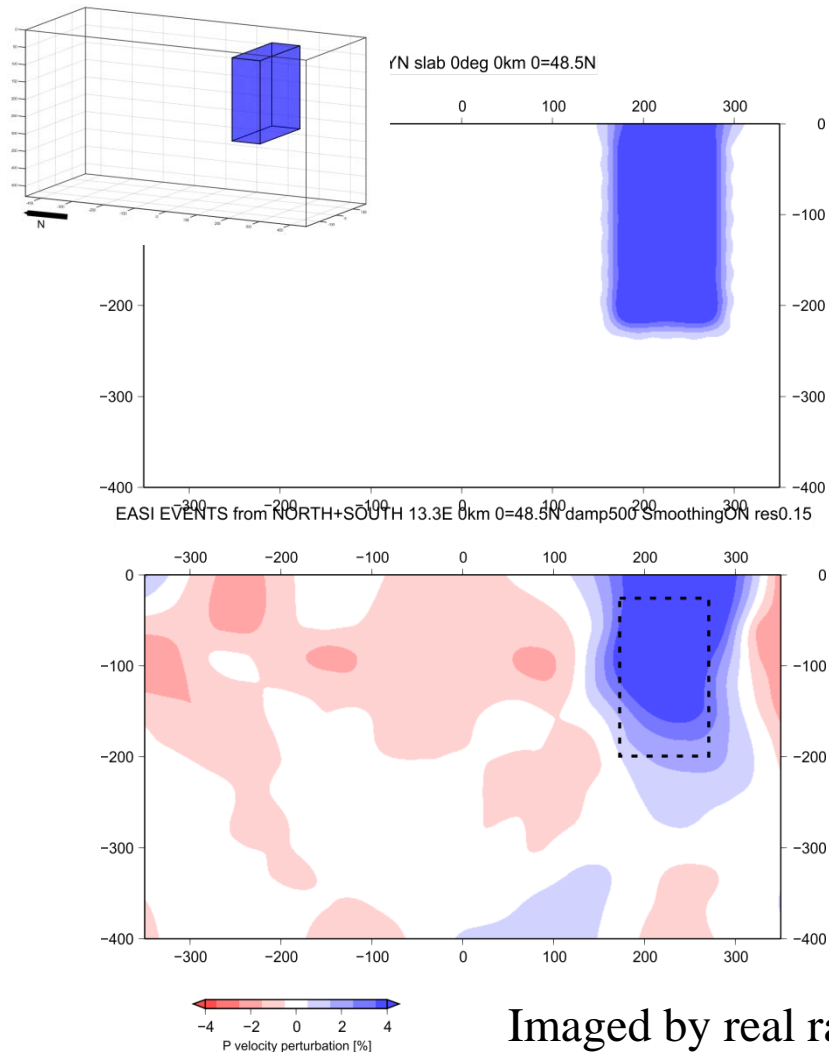 N
YN slab 0deg 0km 0=48.5N
0 100 200 300
0
−100
−200 −200
−300 −300
−400 −400
−300 −200 −100 0 100 200 300
EASI EVENTS from NORTH+SOUTH 13.3E 0km 0=48.5N damp500 SmoothingON res0.15
−300 −200 −100 0 100 200 300
0 0
−100 −100
−200 −200
−300 −300
−400 −400
−300 −200 −100 0 100 200 300
−4 −2 0 2 4
P velocity perturbation [%]
Imaged by real ra